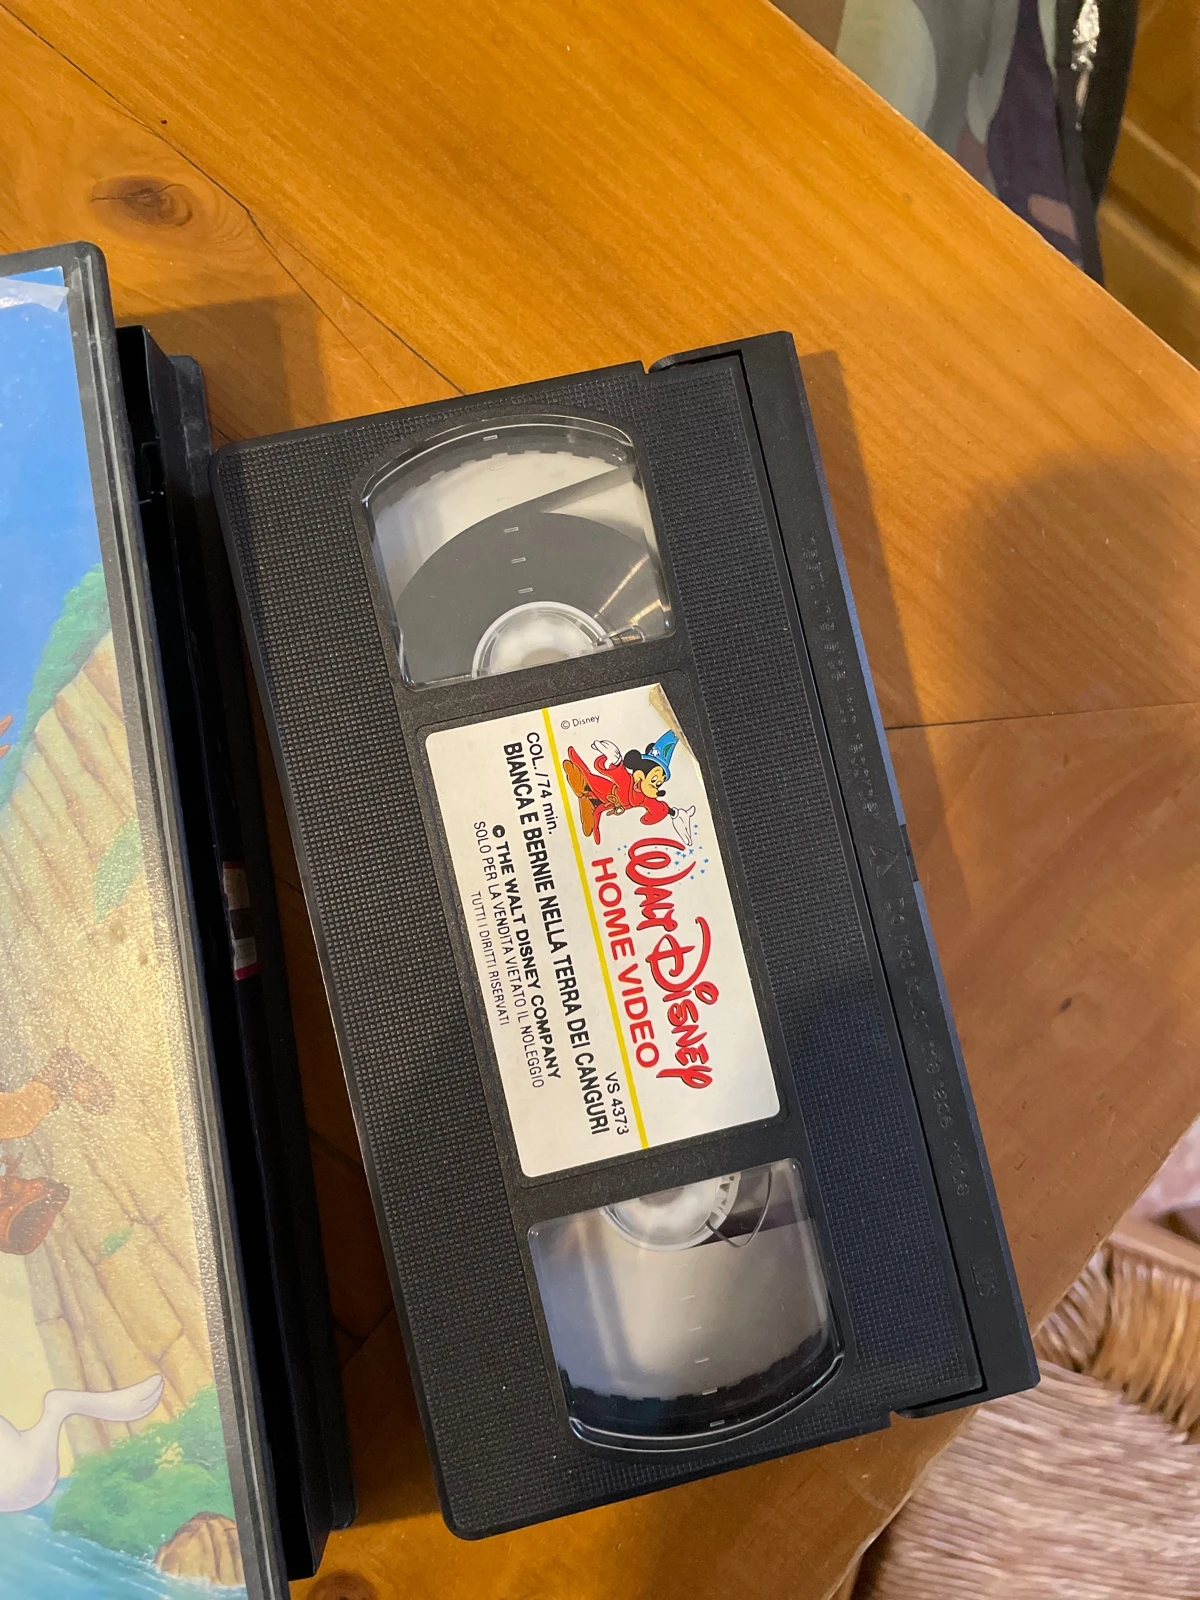 © Disney
WALT DISNEY
HOME VIDEO
VS 4373
COL./74 min.
BIANCA E BERNIE NELLA TERRA DEI CANGURI
© THE WALT DISNEY COMPANY
SOLO PER LA VENDITA VIETATO IL NOLEGGIO
TUTTI I DIRITTI RISERVATI